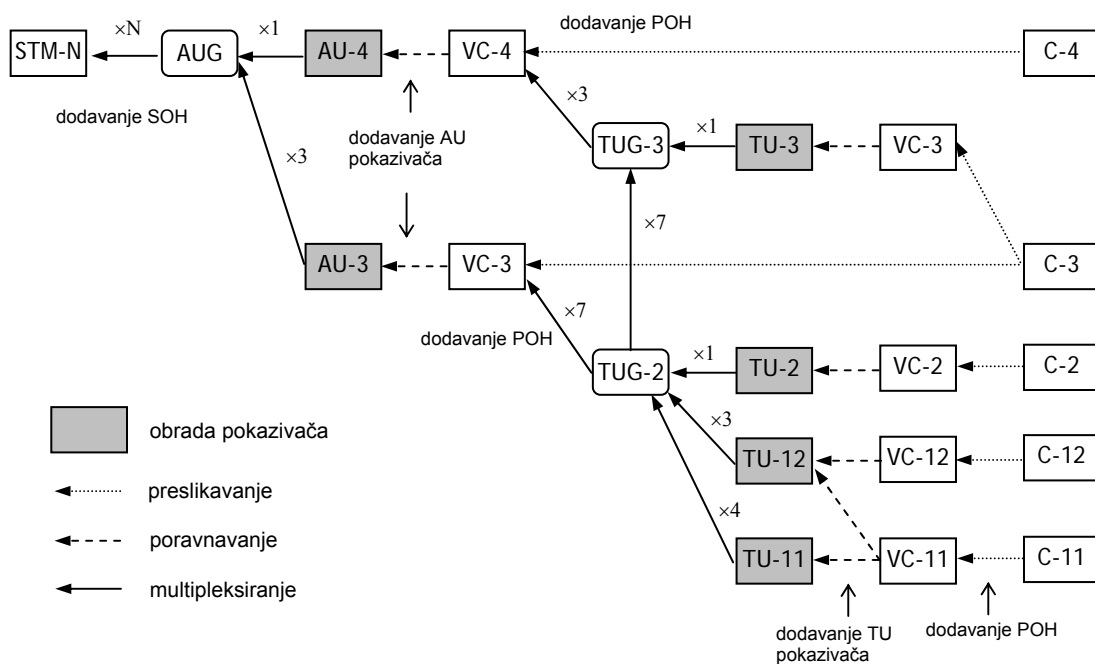 dodavanje POH
×N
×1
STM-N
AUG
AU-4
VC-4
C-4
×3
dodavanje SOH
dodavanje AU
pokazivača
×1
TUG-3
TU-3
VC-3
×3
×7
AU-3
VC-3
C-3
×7
dodavanje POH
×1
TUG-2
TU-2
VC-2
C-2
×3
obrada pokazivača
TU-12
VC-12
C-12
preslikavanje
×4
poravnavanje
TU-11
VC-11
C-11
multipleksiranje
dodavanje TU
pokazivača
dodavanje POH